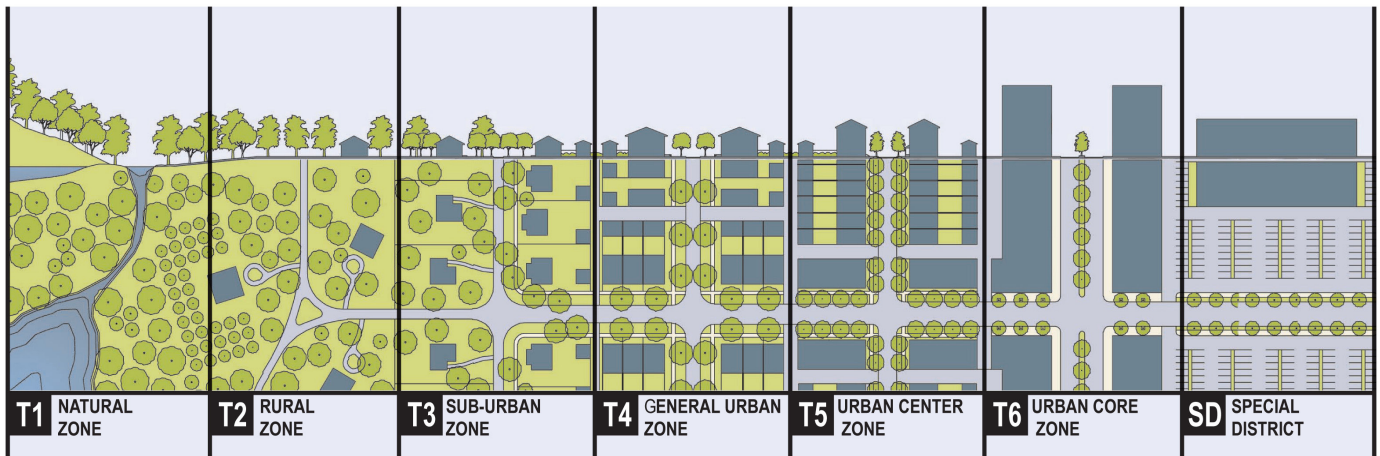 T1 NATURAL
ZONE
T2 RURAL
ZONE
T3 SUB-URBAN
ZONE
T4 GENERAL URBAN
ZONE
T5 URBAN CENTER
ZONE
T6 URBAN CORE
ZONE
SD SPECIAL
DISTRICT